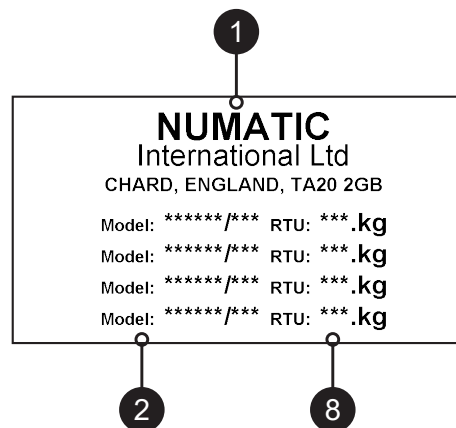 1
NUMATIC
International Ltd
CHARD, ENGLAND, TA20 2GB
Model: ******/*** RTU: ***.kg
Model: ******/*** RTU: ***.kg
Model: ******/*** RTU: ***.kg
Model: ******/*** RTU: ***.kg
2 8